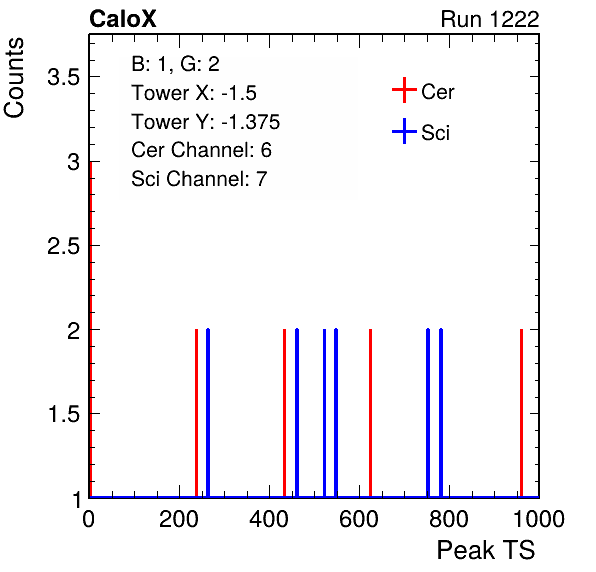 CaloX Run 1222
Counts
B: 1, G: 2
Tower X: -1.5
Tower Y: -1.375
Cer Channel: 6
Sci Channel: 7
Cer
Sci
3.5
3
2.5
2
1.5
1
0 200 400 600 800 1000
Peak TS